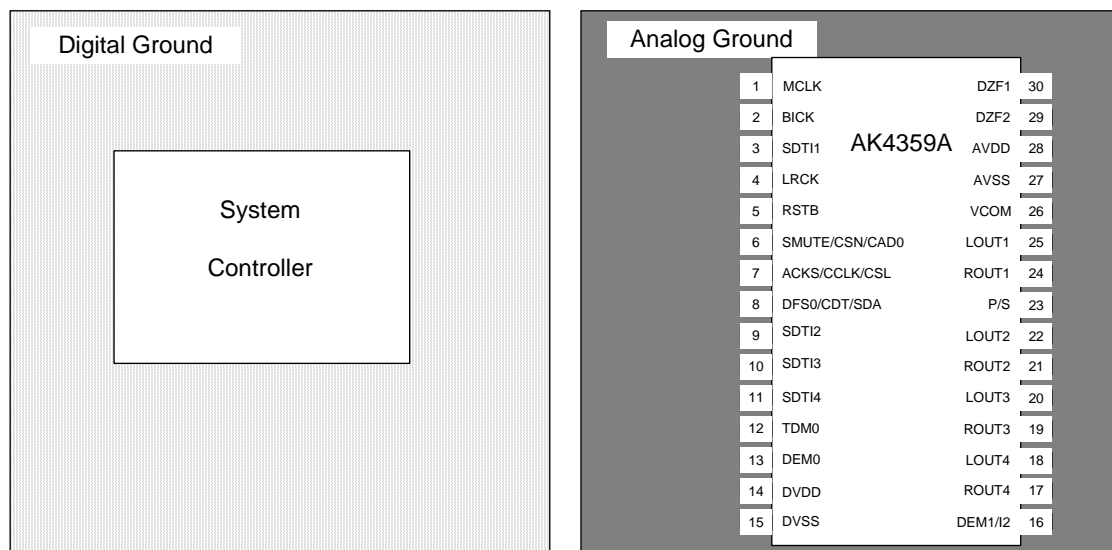 Digital Ground
System
Controller
Analog Ground
AK4359A
1 MCLK DZF1 30
2 BICK DZF2 29
3 SDTI1 AVDD 28
4 LRCK AVSS 27
5 RSTB VCOM 26
6 SMUTE/CSN/CAD0 LOUT1 25
7 ACKS/CCLK/CSL ROUT1 24
8 DFS0/CDT/SDA P/S 23
9 SDTI2 LOUT2 22
10 SDTI3 ROUT2 21
11 SDTI4 LOUT3 20
12 TDM0 ROUT3 19
13 DEM0 LOUT4 18
14 DVDD ROUT4 17
15 DVSS DEM1/I2 16